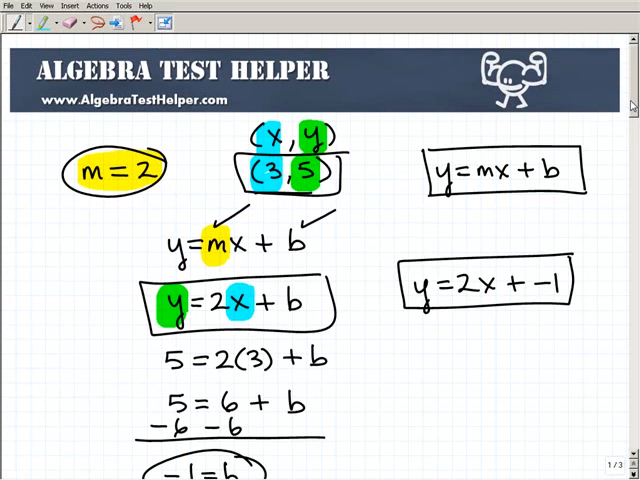 File Edit View Insert Actions Tools Help
ALGEBRA TEST HELPER
www.AlgebraTestHelper.com
(x, y)
m = 2
(3, 5)
y = mx + b
y = mx + b
y = 2x + b
y = 2x + -1
5 = 2(3) + b
5 = 6 + b
-6 -6
-1 = b
1 / 3